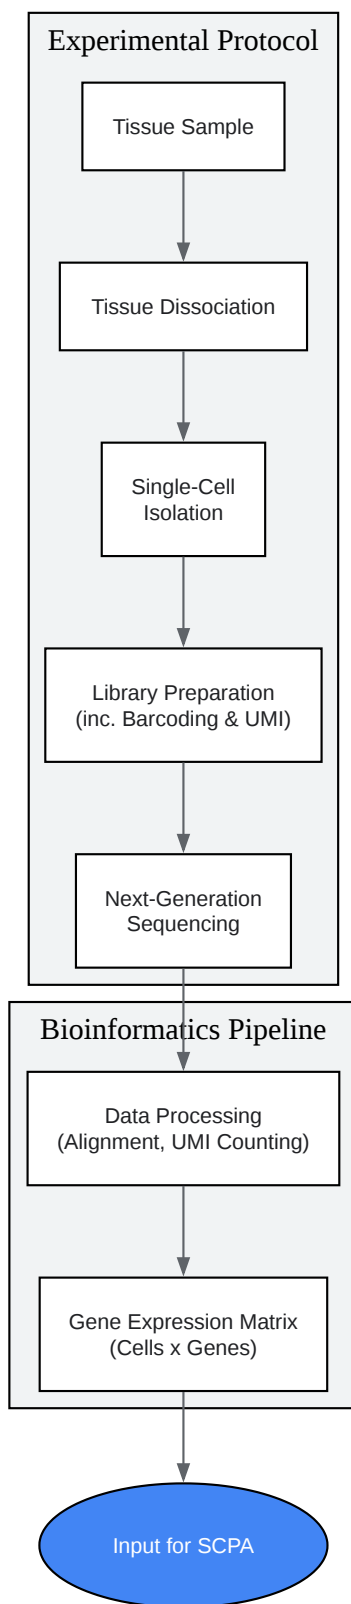 Experimental Protocol
Tissue Sample
Tissue Dissociation
Single-Cell
Isolation
Library Preparation
(inc. Barcoding & UMI)
Next-Generation
Sequencing
Bioinformatics Pipeline
Data Processing
(Alignment, UMI Counting)
Gene Expression Matrix
(Cells x Genes)
Input for SCPA